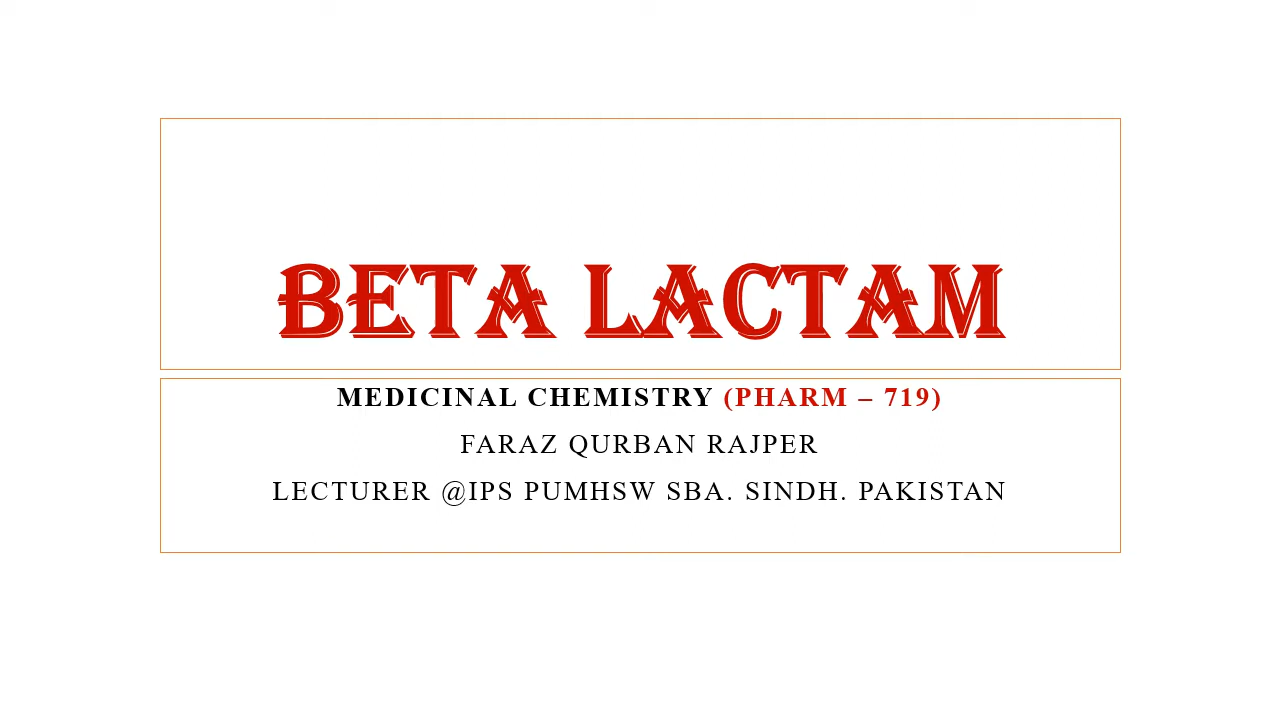 BETA LACTAM
MEDICINAL CHEMISTRY (PHARM – 719)
FARAZ QURBAN RAJPER
LECTURER @IPS PUMHSW SBA. SINDH. PAKISTAN